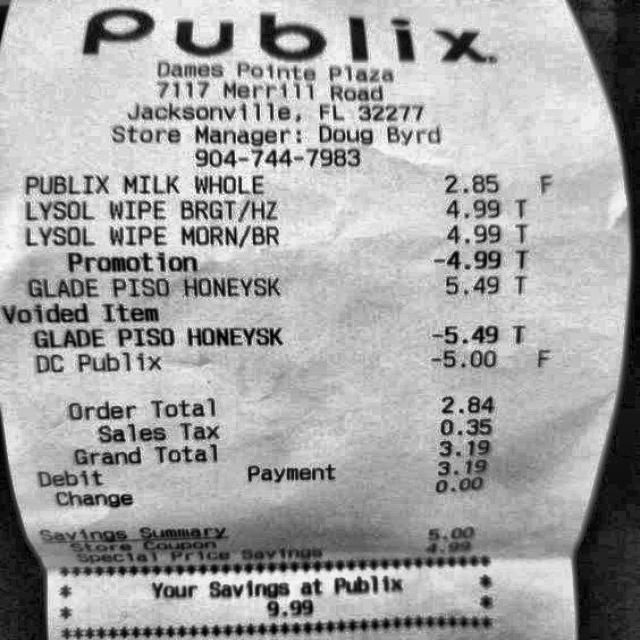 Publix.
Dames Pointe Plaza
7117 Merrill Road
Jacksonville, FL 32277
Store Manager: Doug Byrd
904-744-7983
PUBLIX MILK WHOLE 2.85 F
LYSOL WIPE BRGT/HZ 4.99 T
LYSOL WIPE MORN/BR 4.99 T
Promotion -4.99 T
GLADE PISO HONEYSK 5.49 T
Voided Item
GLADE PISO HONEYSK -5.49 T
DC Publix -5.00 F
Order Total 2.84
Sales Tax 0.35
Grand Total 3.19
Debit Payment 3.19
Change 0.00
Savings Summary
Store Coupon 5.00
Special Price Savings 4.99
************************************
* Your Savings at Publix *
* 9.99 *
************************************